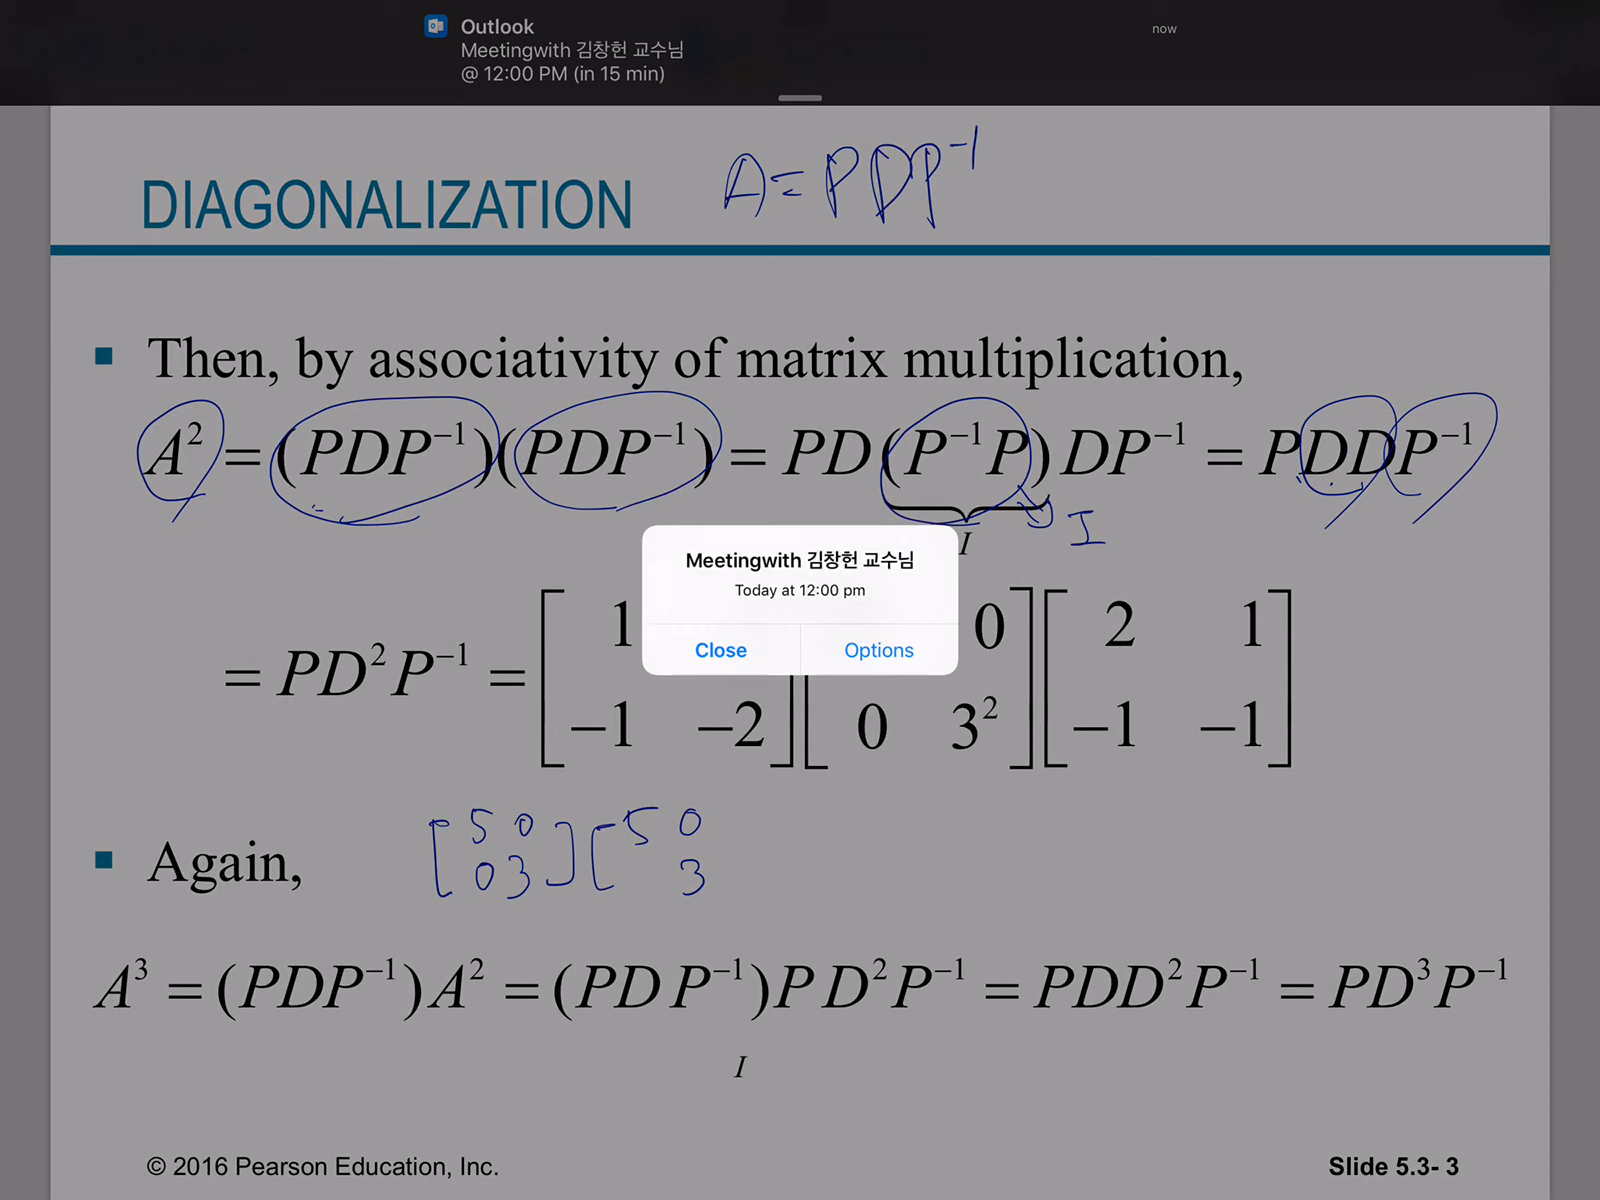 Outlook
now
Meetingwith 김창헌 교수님
@ 12:00 PM (in 15 min)
A = PDP⁻¹
DIAGONALIZATION
Then, by associativity of matrix multiplication,
A² = (PDP⁻¹)(PDP⁻¹) = PD(P⁻¹P)DP⁻¹ = PDDP⁻¹
I
I
Meetingwith 김창헌 교수님
Today at 12:00 pm
Close Options
1 0 2 1
= PD²P⁻¹ =
-1 -2 0 3² -1 -1
5 0 5 0
0 3 3
Again,
A³ = (PDP⁻¹)A² = (PDP⁻¹)PD²P⁻¹ = PDD²P⁻¹ = PD³P⁻¹
I
© 2016 Pearson Education, Inc.
Slide 5.3- 3